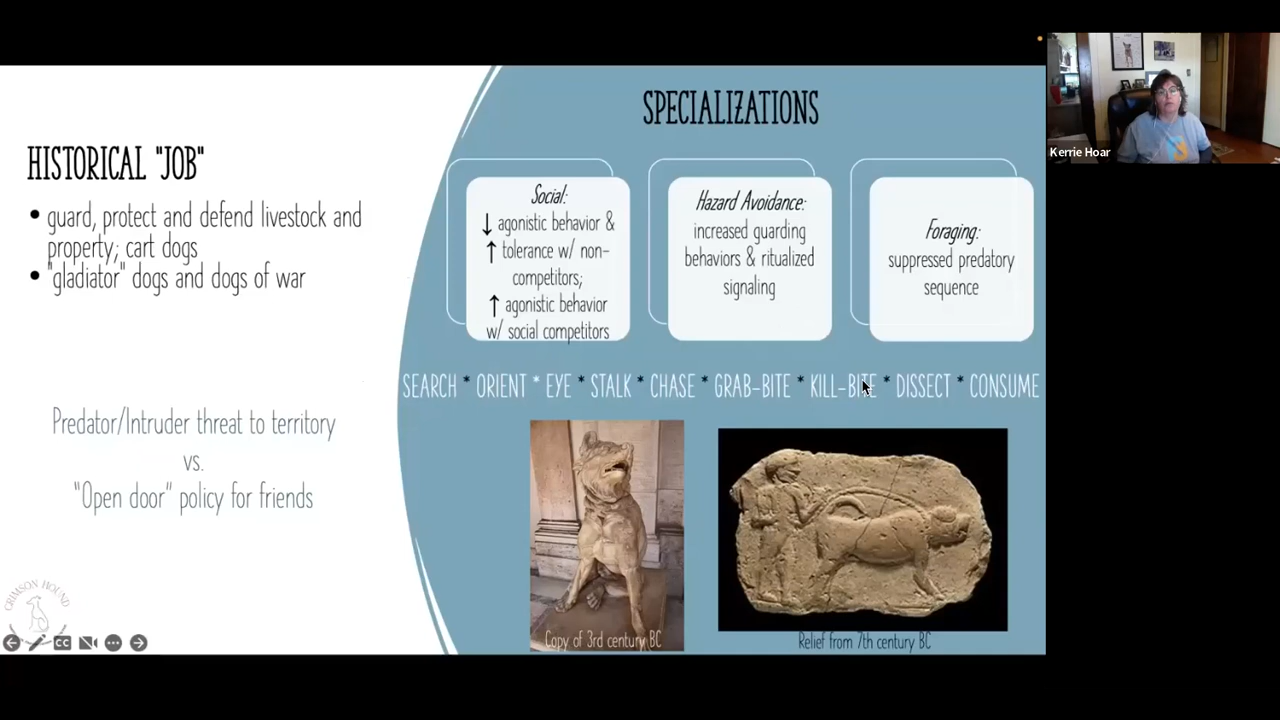 SPECIALIZATIONS
HISTORICAL "JOB"
• guard, protect and defend livestock and
property; cart dogs
• "gladiator" dogs and dogs of war
Predator/Intruder threat to territory
vs.
"Open door" policy for friends
Social:
↓ agonistic behavior &
↑ tolerance w/ non-
competitors;
↑ agonistic behavior
w/ social competitors
Hazard Avoidance:
increased guarding
behaviors & ritualized
signaling
Foraging:
suppressed predatory
sequence
SEARCH * ORIENT * EYE * STALK * CHASE * GRAB-BITE * KILL-BITE * DISSECT * CONSUME
Copy of 3rd century BC
Relief from 7th century BC
CRIMSON HOUND
CC
Kerrie Hoar